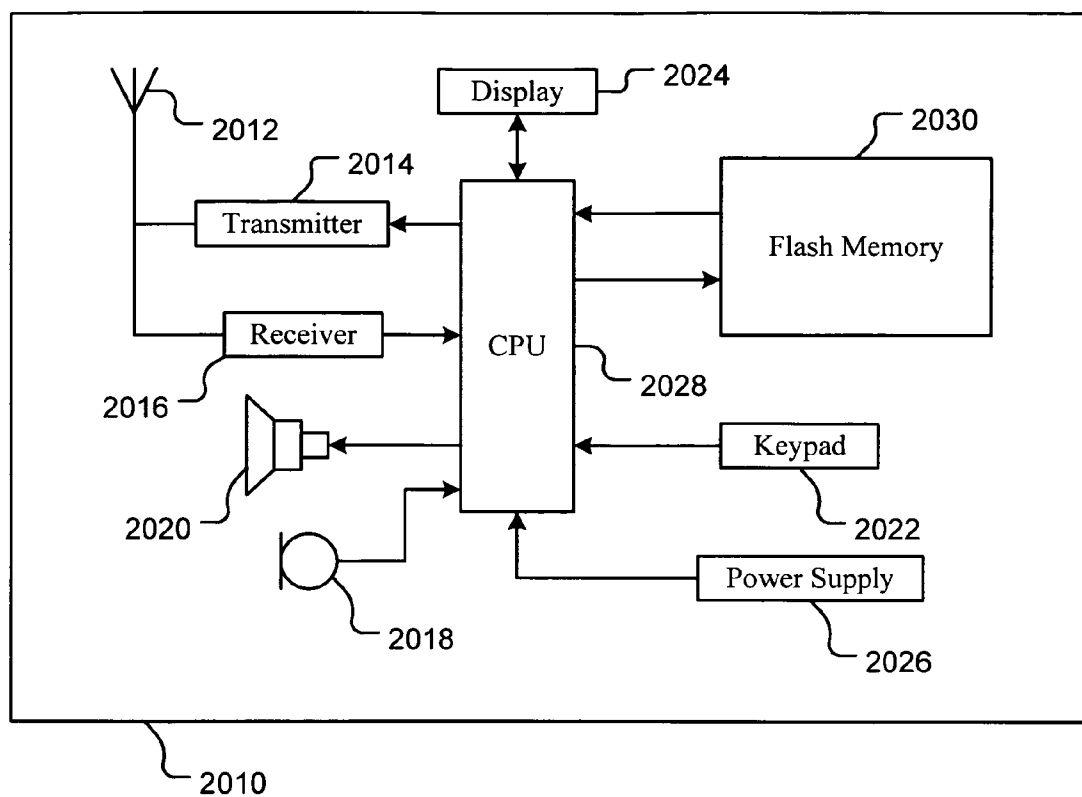 2012
Display
2024
2030
2014
Transmitter
Flash Memory
Receiver
CPU
2016
2028
Keypad
2020
2022
2018
Power Supply
2026
2010